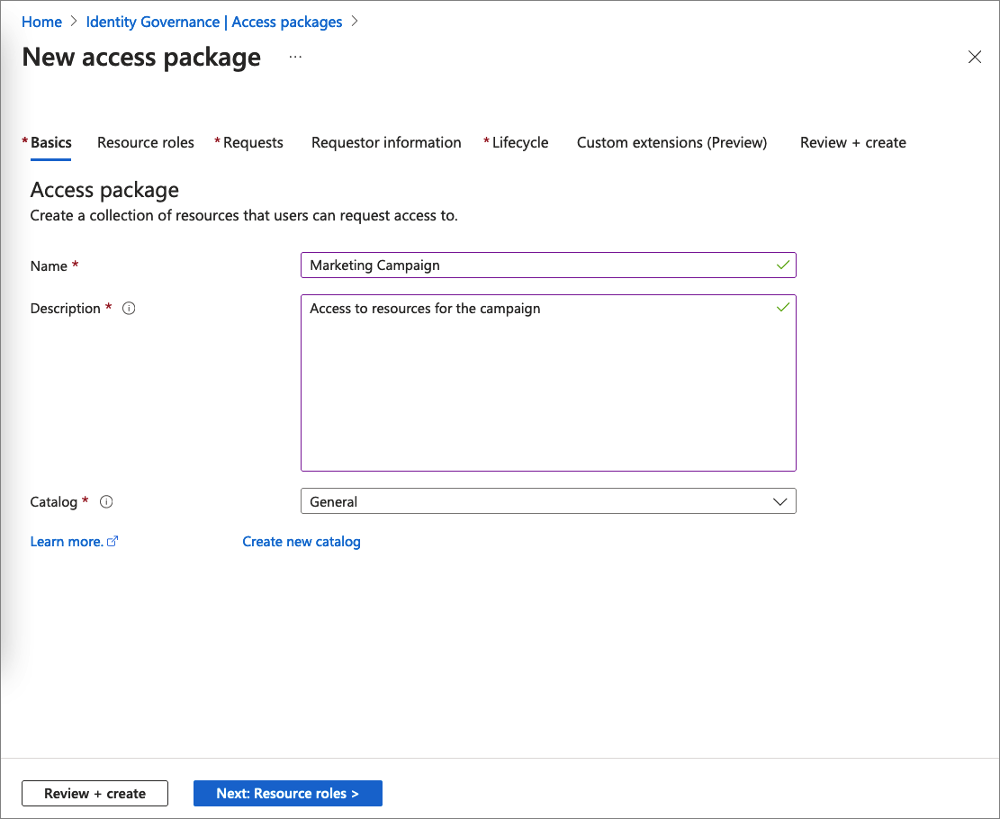 Home > Identity Governance | Access packages >
New access package ...
* Basics Resource roles * Requests Requestor information * Lifecycle Custom extensions (Preview) Review + create
Access package
Create a collection of resources that users can request access to.
Name * Marketing Campaign
Description * Access to resources for the campaign
Catalog * General
Learn more. Create new catalog
Review + create Next: Resource roles >